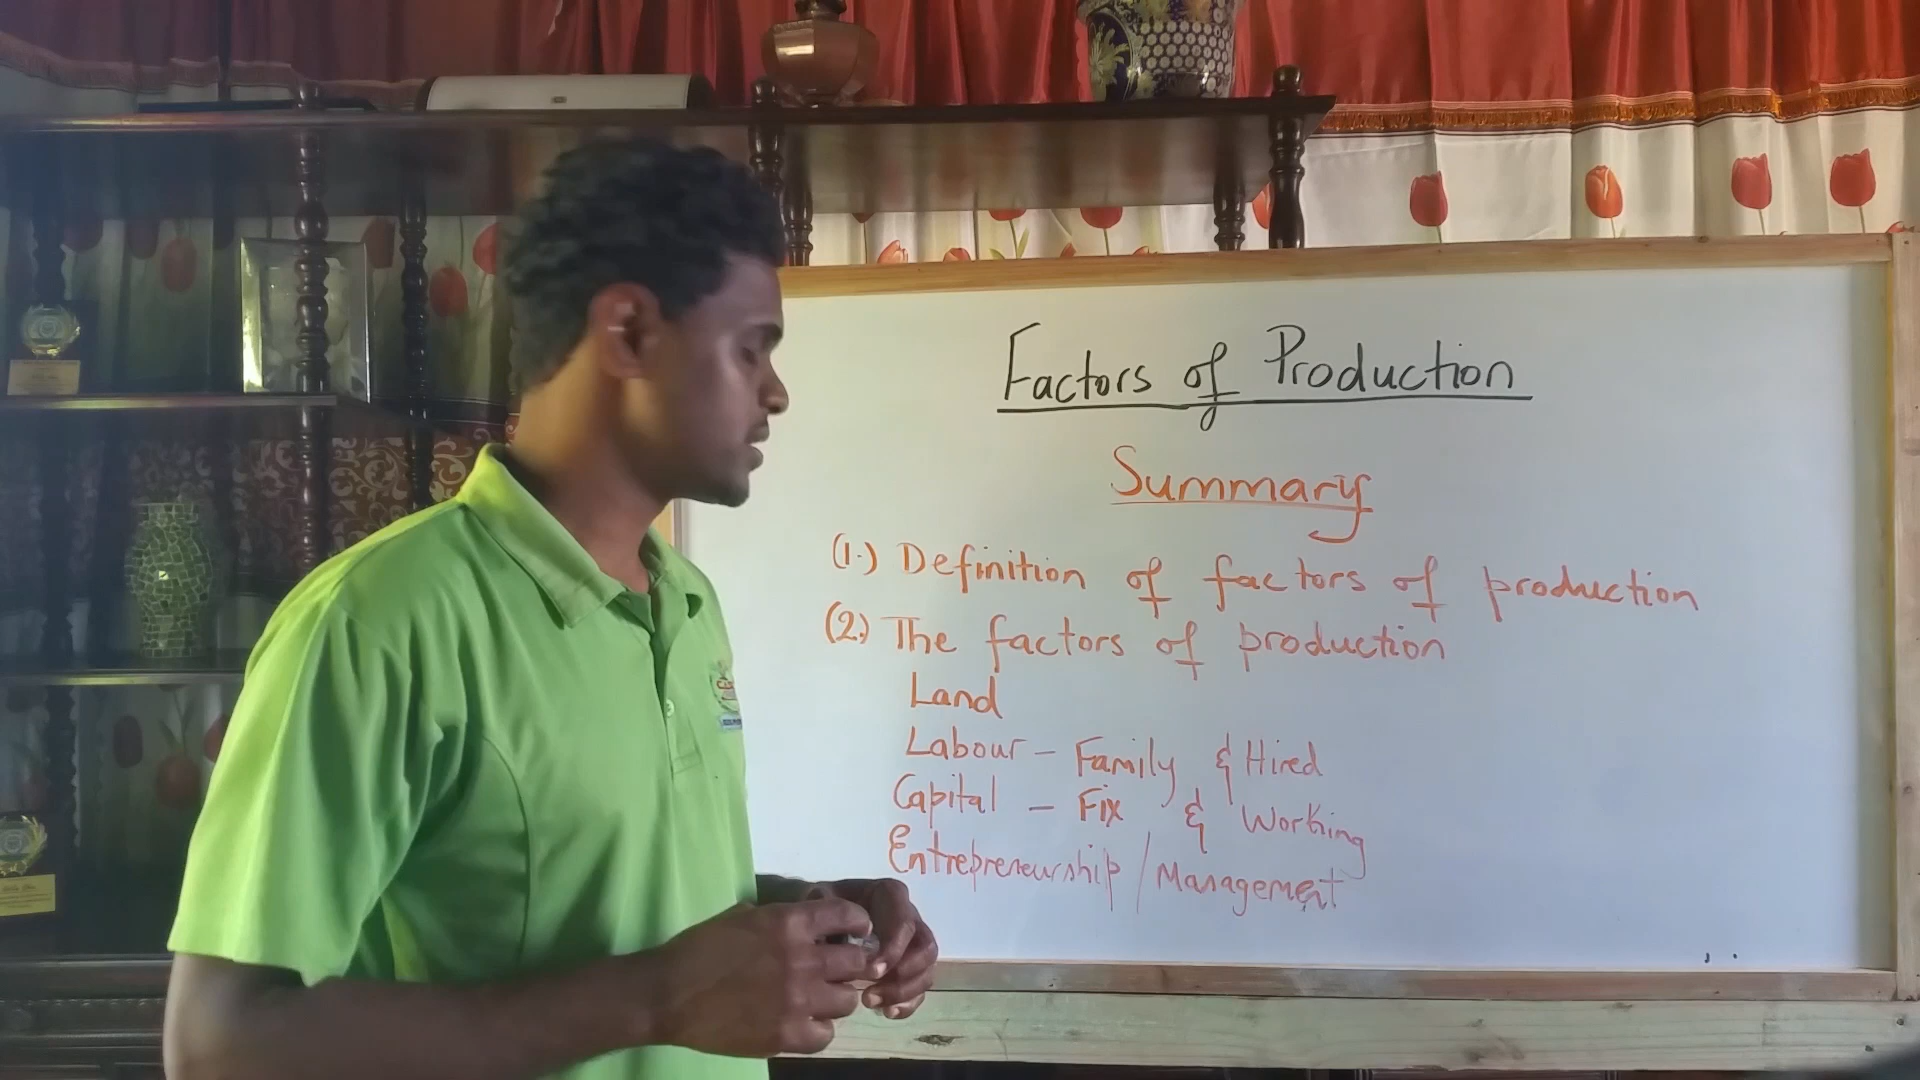 Factors of Production
Summary
(1.) Definition of factors of production
(2.) The factors of production
Land
Labour - Family & Hired
Capital - Fix & Working
Entrepreneurship / Management